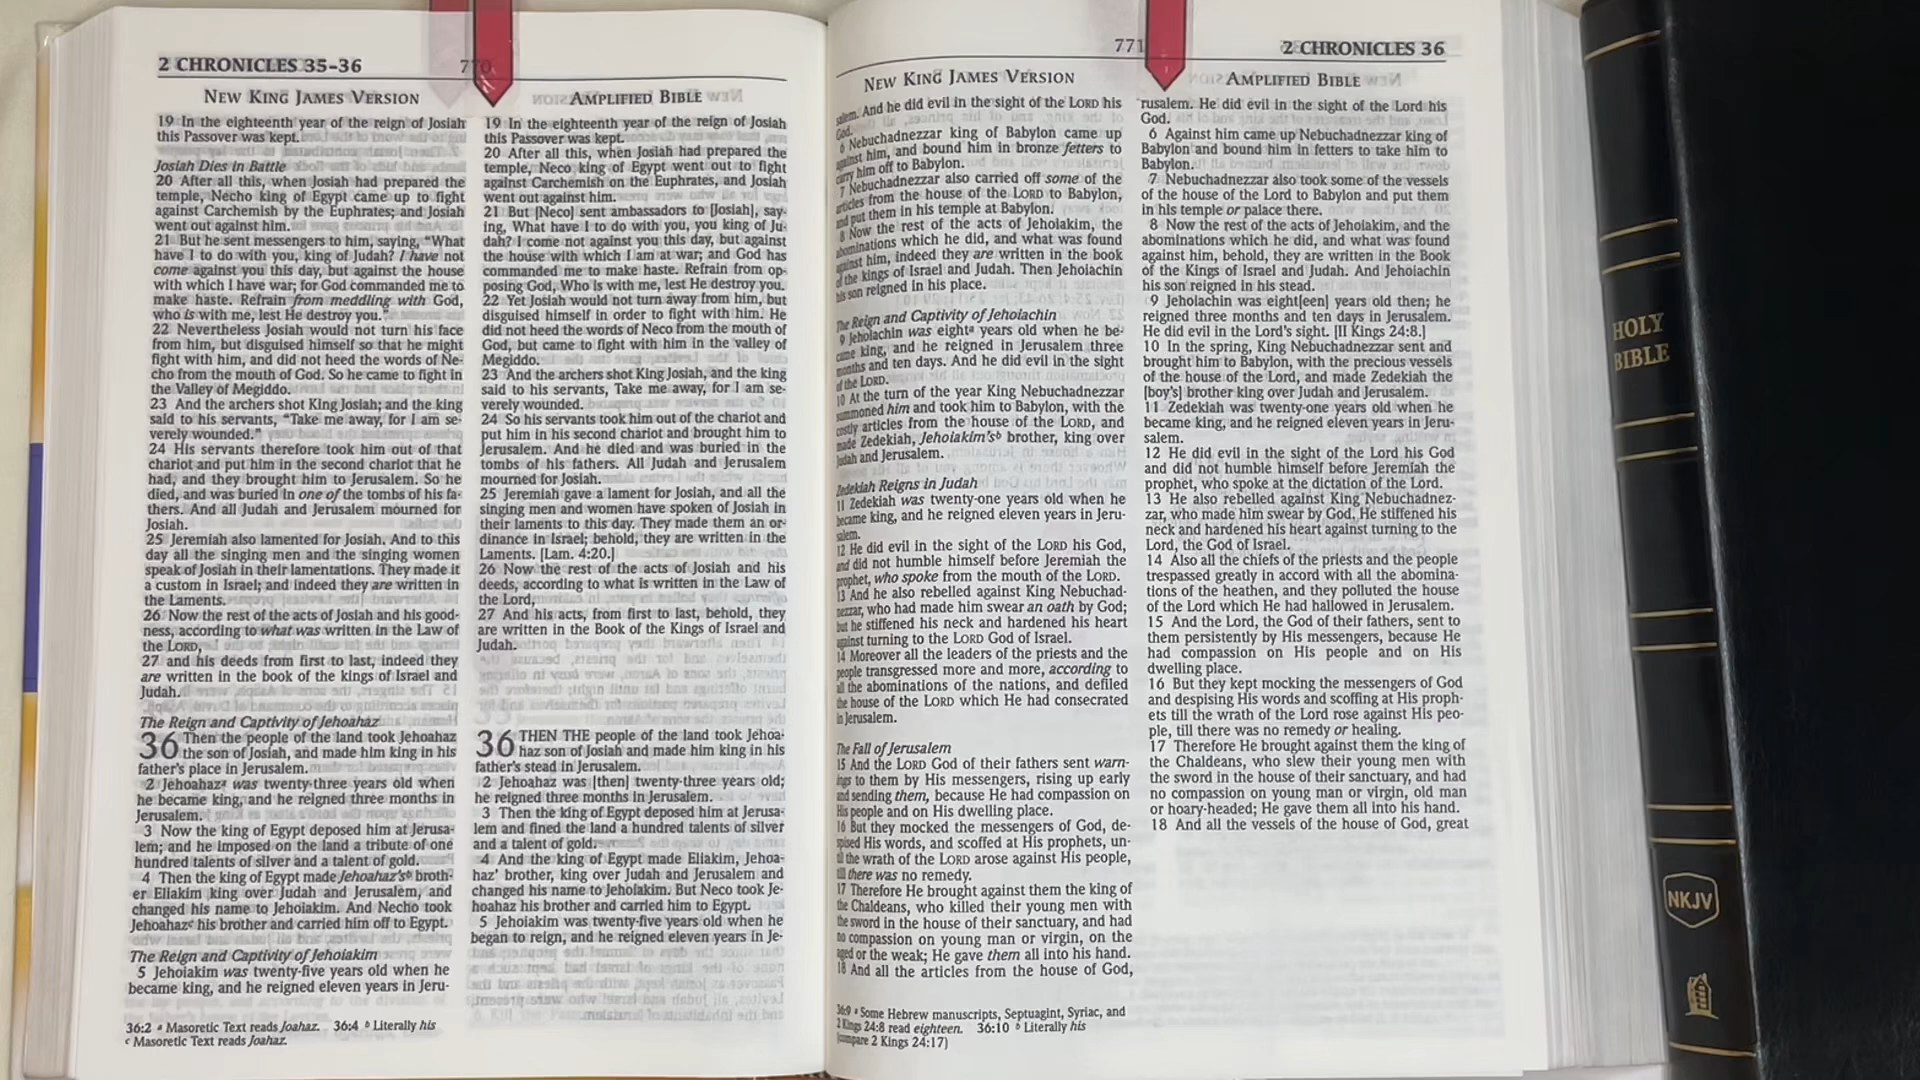 2 CHRONICLES 35-36
770
NEW KING JAMES VERSION
19 In the eighteenth year of the reign of Josiah
this Passover was kept.
Josiah Dies in Battle
20 After all this, when Josiah had prepared the
temple, Necho king of Egypt came up to fight
against Carchemish by the Euphrates; and Josiah
went out against him.
21 But he sent messengers to him, saying, “What
have I to do with you, king of Judah? I have not
come against you this day, but against the house
with which I have war; for God commanded me to
make haste. Refrain from meddling with God,
who is with me, lest He destroy you.”
22 Nevertheless Josiah would not turn his face
from him, but disguised himself so that he might
fight with him, and did not heed the words of Ne-
cho from the mouth of God. So he came to fight in
the Valley of Megiddo.
23 And the archers shot King Josiah; and the king
said to his servants, “Take me away, for I am se-
verely wounded.”
24 His servants therefore took him out of that
chariot and put him in the second chariot that he
had, and they brought him to Jerusalem. So he
died, and was buried in one of the tombs of his fa-
thers. And all Judah and Jerusalem mourned for
Josiah.
25 Jeremiah also lamented for Josiah. And to this
day all the singing men and the singing women
speak of Josiah in their lamentations. They made it
a custom in Israel; and indeed they are written in
the Laments.
26 Now the rest of the acts of Josiah and his good-
ness, according to what was written in the Law of
the LORD,
27 and his deeds from first to last, indeed they
are written in the book of the kings of Israel and
Judah.
The Reign and Captivity of Jehoahaz
36 Then the people of the land took Jehoahaz
the son of Josiah, and made him king in his
father's place in Jerusalem.
2 Jehoahazᵃ was twenty-three years old when
he became king, and he reigned three months in
Jerusalem.
3 Now the king of Egypt deposed him at Jerusa-
lem; and he imposed on the land a tribute of one
hundred talents of silver and a talent of gold.
4 Then the king of Egypt made Jehoahaz'sᵇ broth-
er Eliakim king over Judah and Jerusalem, and
changed his name to Jehoiakim. And Necho took
Jehoahazᶜ his brother and carried him off to Egypt.
The Reign and Captivity of Jehoiakim
5 Jehoiakim was twenty-five years old when he
became king, and he reigned eleven years in Jeru-
36:2 ᵃ Masoretic Text reads Joahaz. 36:4 ᵇ Literally his
ᶜ Masoretic Text reads Joahaz.
AMPLIFIED BIBLE
19 In the eighteenth year of the reign of Josiah
this Passover was kept.
20 After all this, when Josiah had prepared the
temple, Neco king of Egypt went out to fight
against Carchemish on the Euphrates, and Josiah
went out against him.
21 But [Neco] sent ambassadors to [Josiah], say-
ing, What have I to do with you, you king of Ju-
dah? I come not against you this day, but against
the house with which I am at war; and God has
commanded me to make haste. Refrain from op-
posing God, Who is with me, lest He destroy you.
22 Yet Josiah would not turn away from him, but
disguised himself in order to fight with him. He
did not heed the words of Neco from the mouth of
God, but came to fight with him in the valley of
Megiddo.
23 And the archers shot King Josiah, and the king
said to his servants, Take me away, for I am se-
verely wounded.
24 So his servants took him out of the chariot and
put him in his second chariot and brought him to
Jerusalem. And he died and was buried in the
tombs of his fathers. All Judah and Jerusalem
mourned for Josiah.
25 Jeremiah gave a lament for Josiah, and all the
singing men and women have spoken of Josiah in
their laments to this day. They made them an or-
dinance in Israel; behold, they are written in the
Laments. [Lam. 4:20.]
26 Now the rest of the acts of Josiah and his
deeds, according to what is written in the Law of
the Lord,
27 And his acts, from first to last, behold, they
are written in the Book of the Kings of Israel and
Judah.
36 THEN THE people of the land took Jehoa-
haz son of Josiah and made him king in his
father's stead in Jerusalem.
2 Jehoahaz was [then] twenty-three years old;
he reigned three months in Jerusalem.
3 Then the king of Egypt deposed him at Jerusa-
lem and fined the land a hundred talents of silver
and a talent of gold.
4 And the king of Egypt made Eliakim, Jehoa-
haz' brother, king over Judah and Jerusalem and
changed his name to Jehoiakim. But Neco took Je-
hoahaz his brother and carried him to Egypt.
5 Jehoiakim was twenty-five years old when he
began to reign, and he reigned eleven years in Je-
771
2 CHRONICLES 36
NEW KING JAMES VERSION
salem. And he did evil in the sight of the LORD his
God.
6 Nebuchadnezzar king of Babylon came up
against him, and bound him in bronze fetters to
carry him off to Babylon.
7 Nebuchadnezzar also carried off some of the
articles from the house of the LORD to Babylon,
and put them in his temple at Babylon.
8 Now the rest of the acts of Jehoiakim, the
abominations which he did, and what was found
against him, indeed they are written in the book
of the kings of Israel and Judah. Then Jehoiachin
his son reigned in his place.
The Reign and Captivity of Jehoiachin
9 Jehoiachin was eightᵃ years old when he be-
came king, and he reigned in Jerusalem three
months and ten days. And he did evil in the sight
of the LORD.
10 At the turn of the year King Nebuchadnezzar
summoned him and took him to Babylon, with the
costly articles from the house of the LORD, and
made Zedekiah, Jehoiakim'sᵇ brother, king over
Judah and Jerusalem.
Zedekiah Reigns in Judah
11 Zedekiah was twenty-one years old when he
became king, and he reigned eleven years in Jeru-
salem.
12 He did evil in the sight of the LORD his God,
and did not humble himself before Jeremiah the
prophet, who spoke from the mouth of the LORD.
13 And he also rebelled against King Nebuchad-
nezzar, who had made him swear an oath by God;
but he stiffened his neck and hardened his heart
against turning to the LORD God of Israel.
14 Moreover all the leaders of the priests and the
people transgressed more and more, according to
all the abominations of the nations, and defiled
the house of the LORD which He had consecrated
in Jerusalem.
The Fall of Jerusalem
15 And the LORD God of their fathers sent warn-
ings to them by His messengers, rising up early
and sending them, because He had compassion on
His people and on His dwelling place.
16 But they mocked the messengers of God, de-
spised His words, and scoffed at His prophets, un-
til the wrath of the LORD arose against His people,
till there was no remedy.
17 Therefore He brought against them the king of
the Chaldeans, who killed their young men with
the sword in the house of their sanctuary, and had
no compassion on young man or virgin, on the
aged or the weak; He gave them all into his hand.
18 And all the articles from the house of God,
36:9 ᵃ Some Hebrew manuscripts, Septuagint, Syriac, and
2 Kings 24:8 read eighteen. 36:10 ᵇ Literally his
(compare 2 Kings 24:17)
AMPLIFIED BIBLE
rusalem. He did evil in the sight of the Lord his
God.
6 Against him came up Nebuchadnezzar king of
Babylon and bound him in fetters to take him to
Babylon.
7 Nebuchadnezzar also took some of the vessels
of the house of the Lord to Babylon and put them
in his temple or palace there.
8 Now the rest of the acts of Jehoiakim, and the
abominations which he did, and what was found
against him, behold, they are written in the Book
of the Kings of Israel and Judah. And Jehoiachin
his son reigned in his stead.
9 Jehoiachin was eight[een] years old then; he
reigned three months and ten days in Jerusalem.
He did evil in the Lord's sight. [II Kings 24:8.]
10 In the spring, King Nebuchadnezzar sent and
brought him to Babylon, with the precious vessels
of the house of the Lord, and made Zedekiah the
[boy's] brother king over Judah and Jerusalem.
11 Zedekiah was twenty-one years old when he
became king, and he reigned eleven years in Jeru-
salem.
12 He did evil in the sight of the Lord his God
and did not humble himself before Jeremiah the
prophet, who spoke at the dictation of the Lord.
13 He also rebelled against King Nebuchadnez-
zar, who made him swear by God. He stiffened his
neck and hardened his heart against turning to the
Lord, the God of Israel.
14 Also all the chiefs of the priests and the people
trespassed greatly in accord with all the abomina-
tions of the heathen, and they polluted the house
of the Lord which He had hallowed in Jerusalem.
15 And the Lord, the God of their fathers, sent to
them persistently by His messengers, because He
had compassion on His people and on His
dwelling place.
16 But they kept mocking the messengers of God
and despising His words and scoffing at His proph-
ets till the wrath of the Lord rose against His peo-
ple, till there was no remedy or healing.
17 Therefore He brought against them the king of
the Chaldeans, who slew their young men with
the sword in the house of their sanctuary, and had
no compassion on young man or virgin, old man
or hoary-headed; He gave them all into his hand.
18 And all the vessels of the house of God, great
HOLY
BIBLE
NKJV